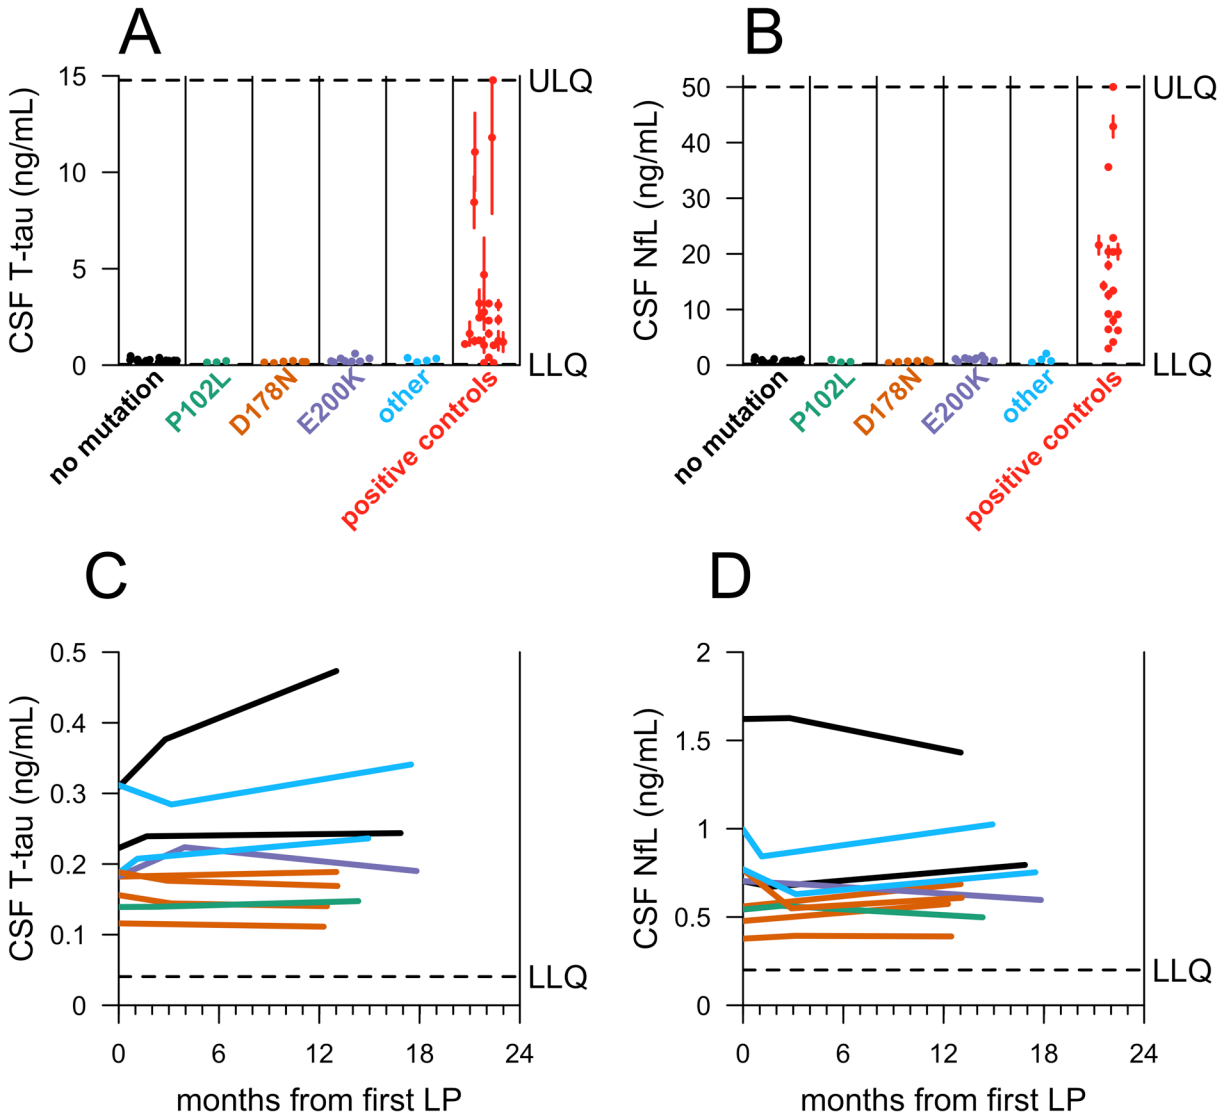 A
CSF T-tau (ng/mL)
15
10
5
0
ULQ
LLQ
no mutation
P102L
D178N
E200K
other
positive controls
B
CSF NfL (ng/mL)
50
40
30
20
10
0
ULQ
LLQ
no mutation
P102L
D178N
E200K
other
positive controls
C
CSF T-tau (ng/mL)
0.5
0.4
0.3
0.2
0.1
0
LLQ
0 6 12 18 24
months from first LP
D
CSF NfL (ng/mL)
2
1.5
1
0.5
0
LLQ
0 6 12 18 24
months from first LP